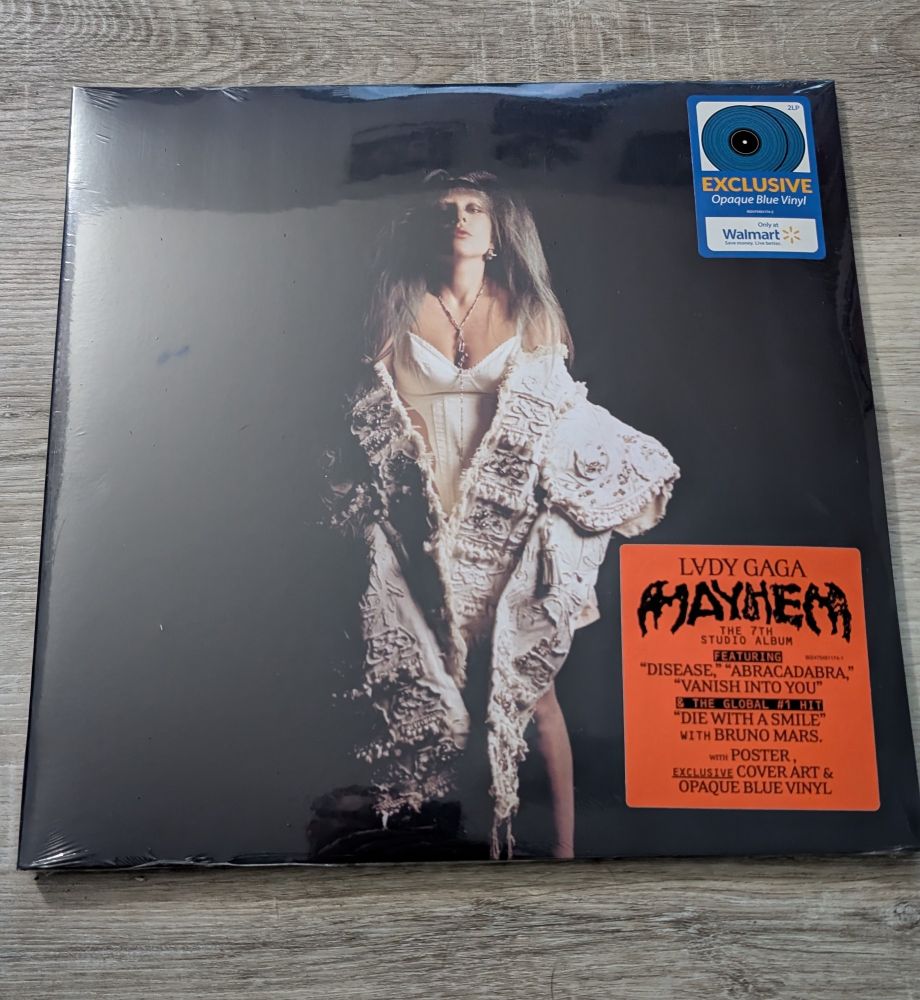 2LP
EXCLUSIVE
Opaque Blue Vinyl
Only at
Walmart
Save money. Live better.
LVDY GAGA
MAYHEM
THE 7TH
STUDIO ALBUM
FEATURING
“DISEASE,” “ABRACADABRA,”
“VANISH INTO YOU”
& THE GLOBAL #1 HIT
“DIE WITH A SMILE”
WITH BRUNO MARS.
WITH POSTER,
EXCLUSIVE COVER ART &
OPAQUE BLUE VINYL